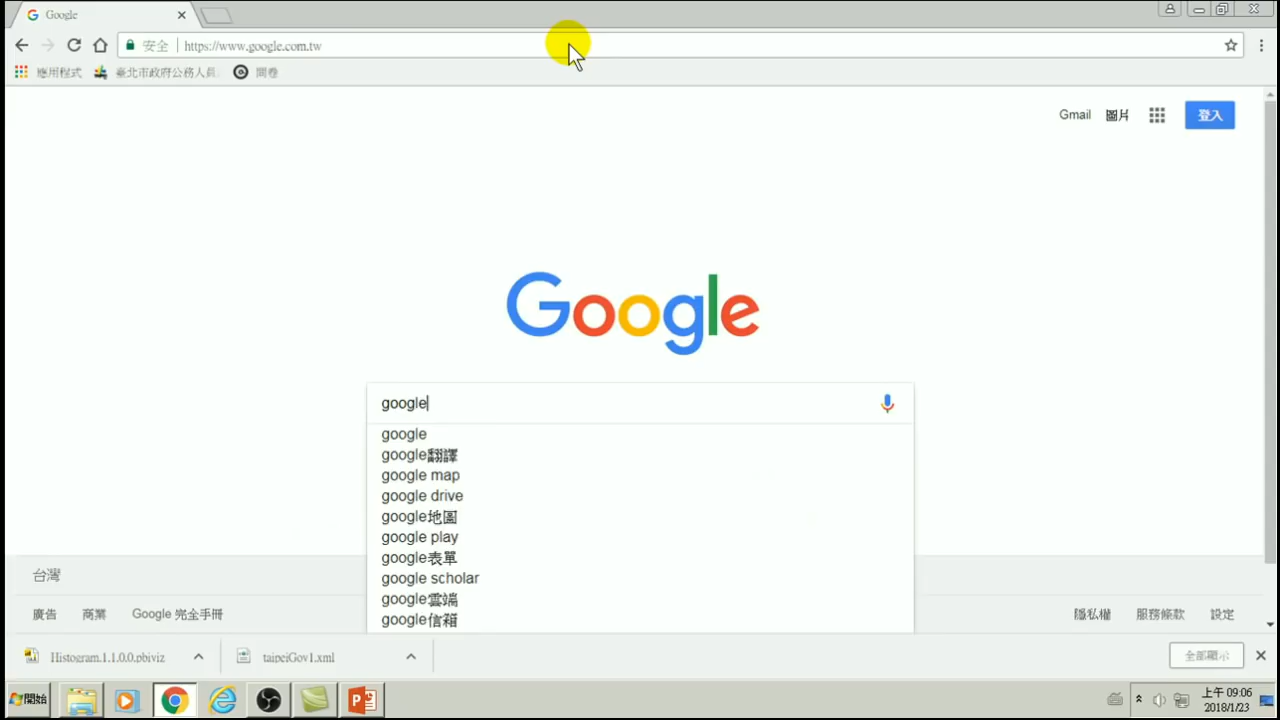 Google
安全 https://www.google.com.tw
應用程式 臺北市政府公務人員 問卷
Gmail 圖片 登入
Google
google
google
google翻譯
google map
google drive
google地圖
google play
google表單
google scholar
google雲端
google信箱
台灣
廣告 商業 Google 完全手冊 隱私權 服務條款 設定
Histogram.1.1.0.0.pbiviz taipeiGov1.xml 全部顯示
開始 上午 09:06
2018/1/23